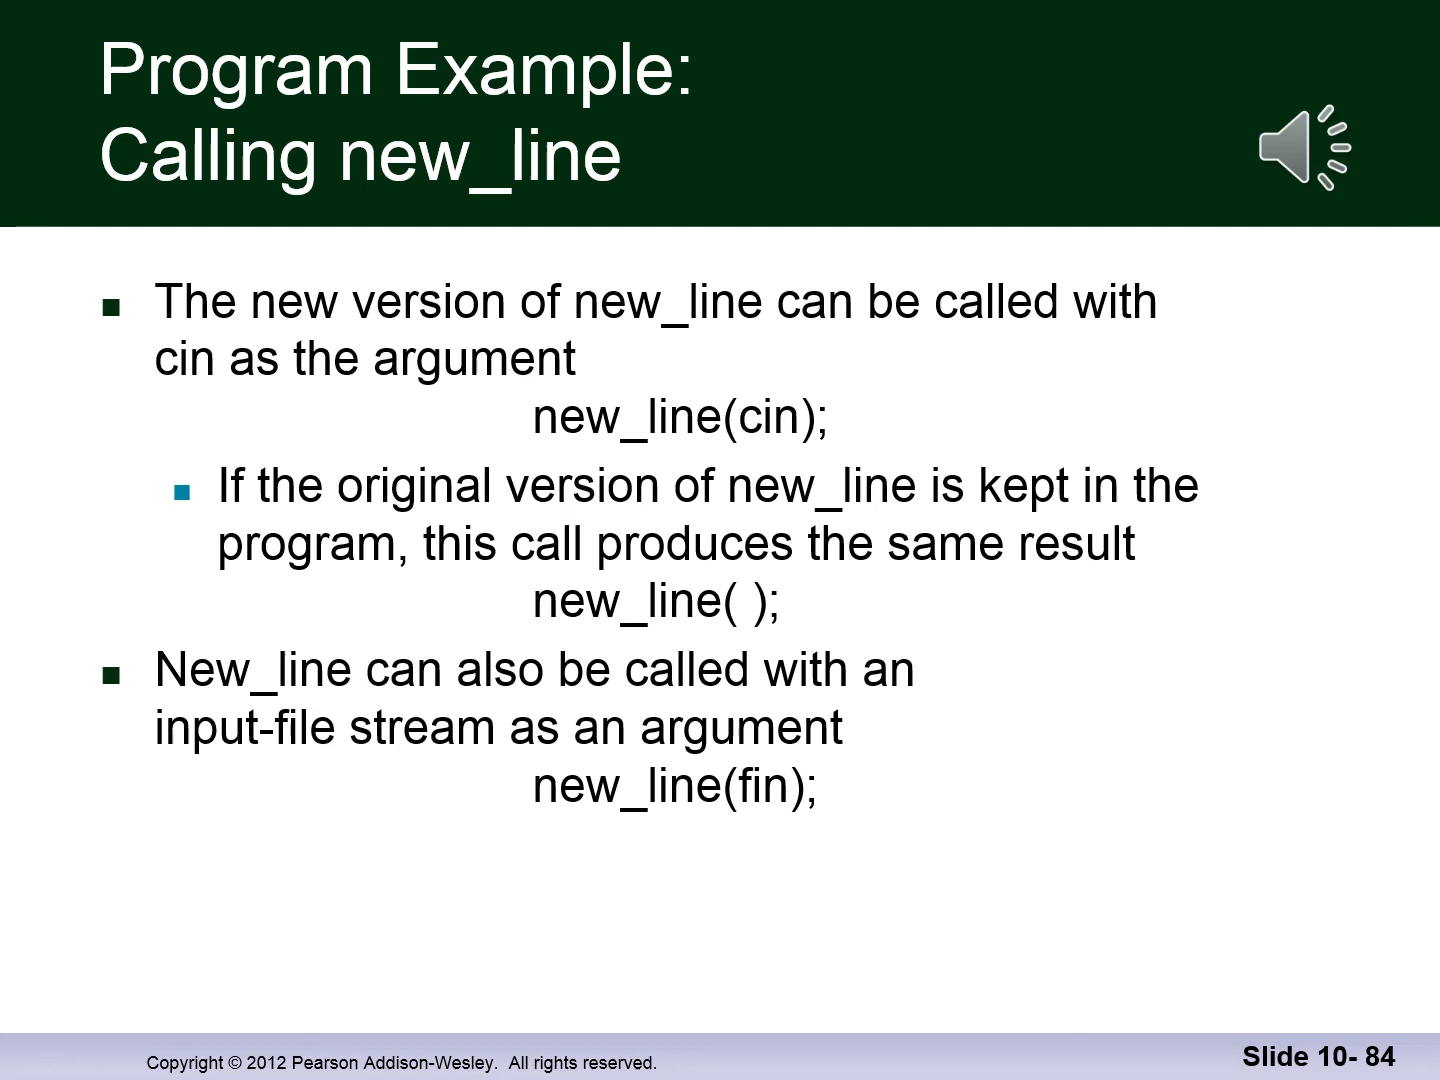 Program Example:
Calling new_line
The new version of new_line can be called with
cin as the argument
new_line(cin);
If the original version of new_line is kept in the
program, this call produces the same result
new_line( );
New_line can also be called with an
input-file stream as an argument
new_line(fin);
Copyright © 2012 Pearson Addison-Wesley.  All rights reserved.
Slide 10- 84